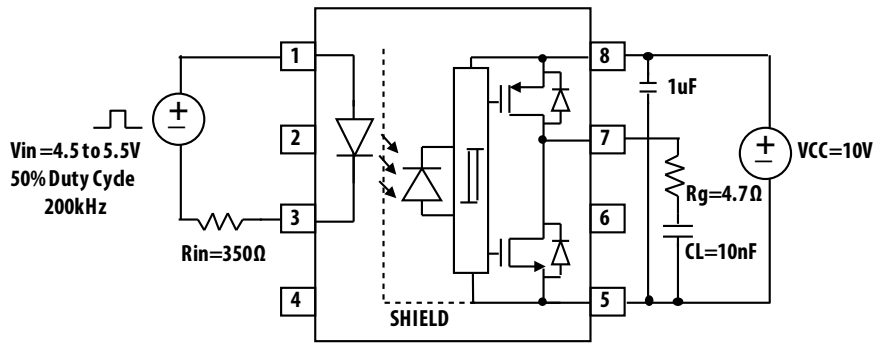 1
2
3
4
8
7
6
5
Vin=4.5 to 5.5V
50% Duty Cycle
200kHz
Rin=350Ω
SHIELD
1uF
VCC=10V
Rg=4.7Ω
CL=10nF
+
−
+
−